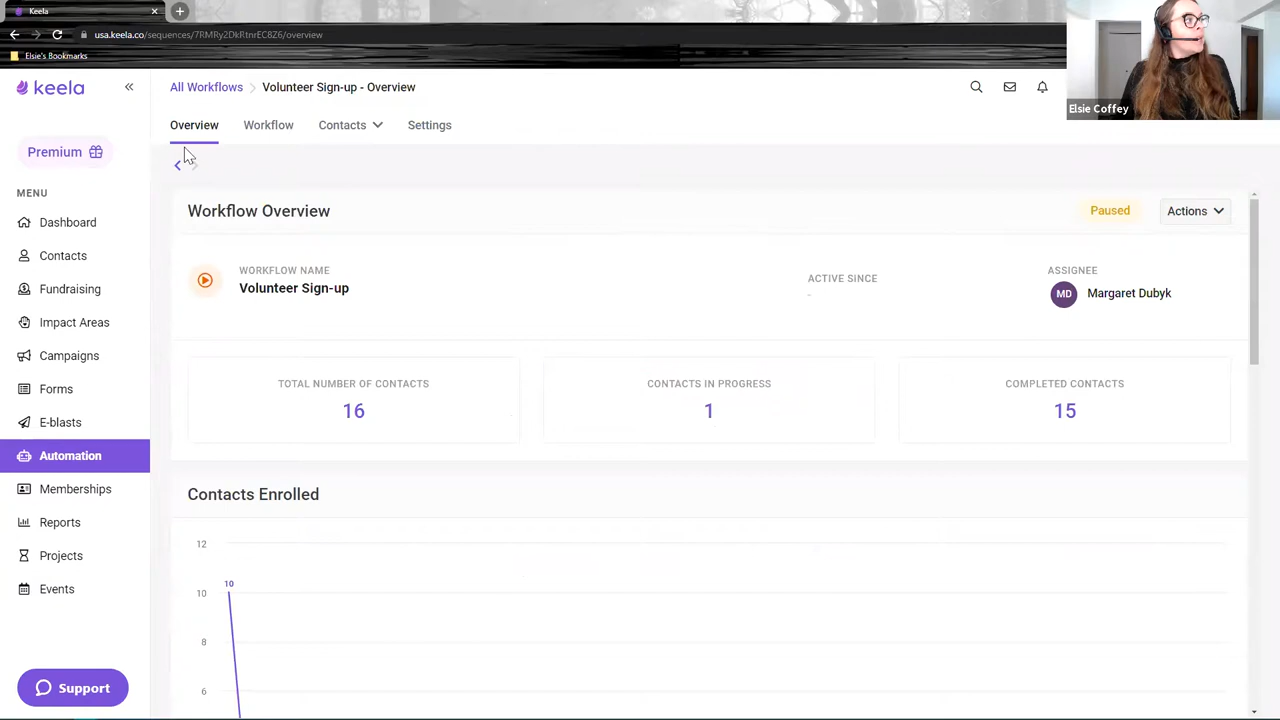 Keela
usa.keela.co/sequences/7RMRy2DkRtnrEC8Z6/overview
Elsie's Bookmarks
Elsie Coffey
keela
All Workflows Volunteer Sign-up - Overview
Overview Workflow Contacts Settings
Premium
MENU
Dashboard
Contacts
Fundraising
Impact Areas
Campaigns
Forms
E-blasts
Automation
Memberships
Reports
Projects
Events
Support
Workflow Overview
Paused
Actions
WORKFLOW NAME
Volunteer Sign-up
ACTIVE SINCE
-
ASSIGNEE
MD Margaret Dubyk
TOTAL NUMBER OF CONTACTS
16
CONTACTS IN PROGRESS
1
COMPLETED CONTACTS
15
Contacts Enrolled
12
10
10
8
6